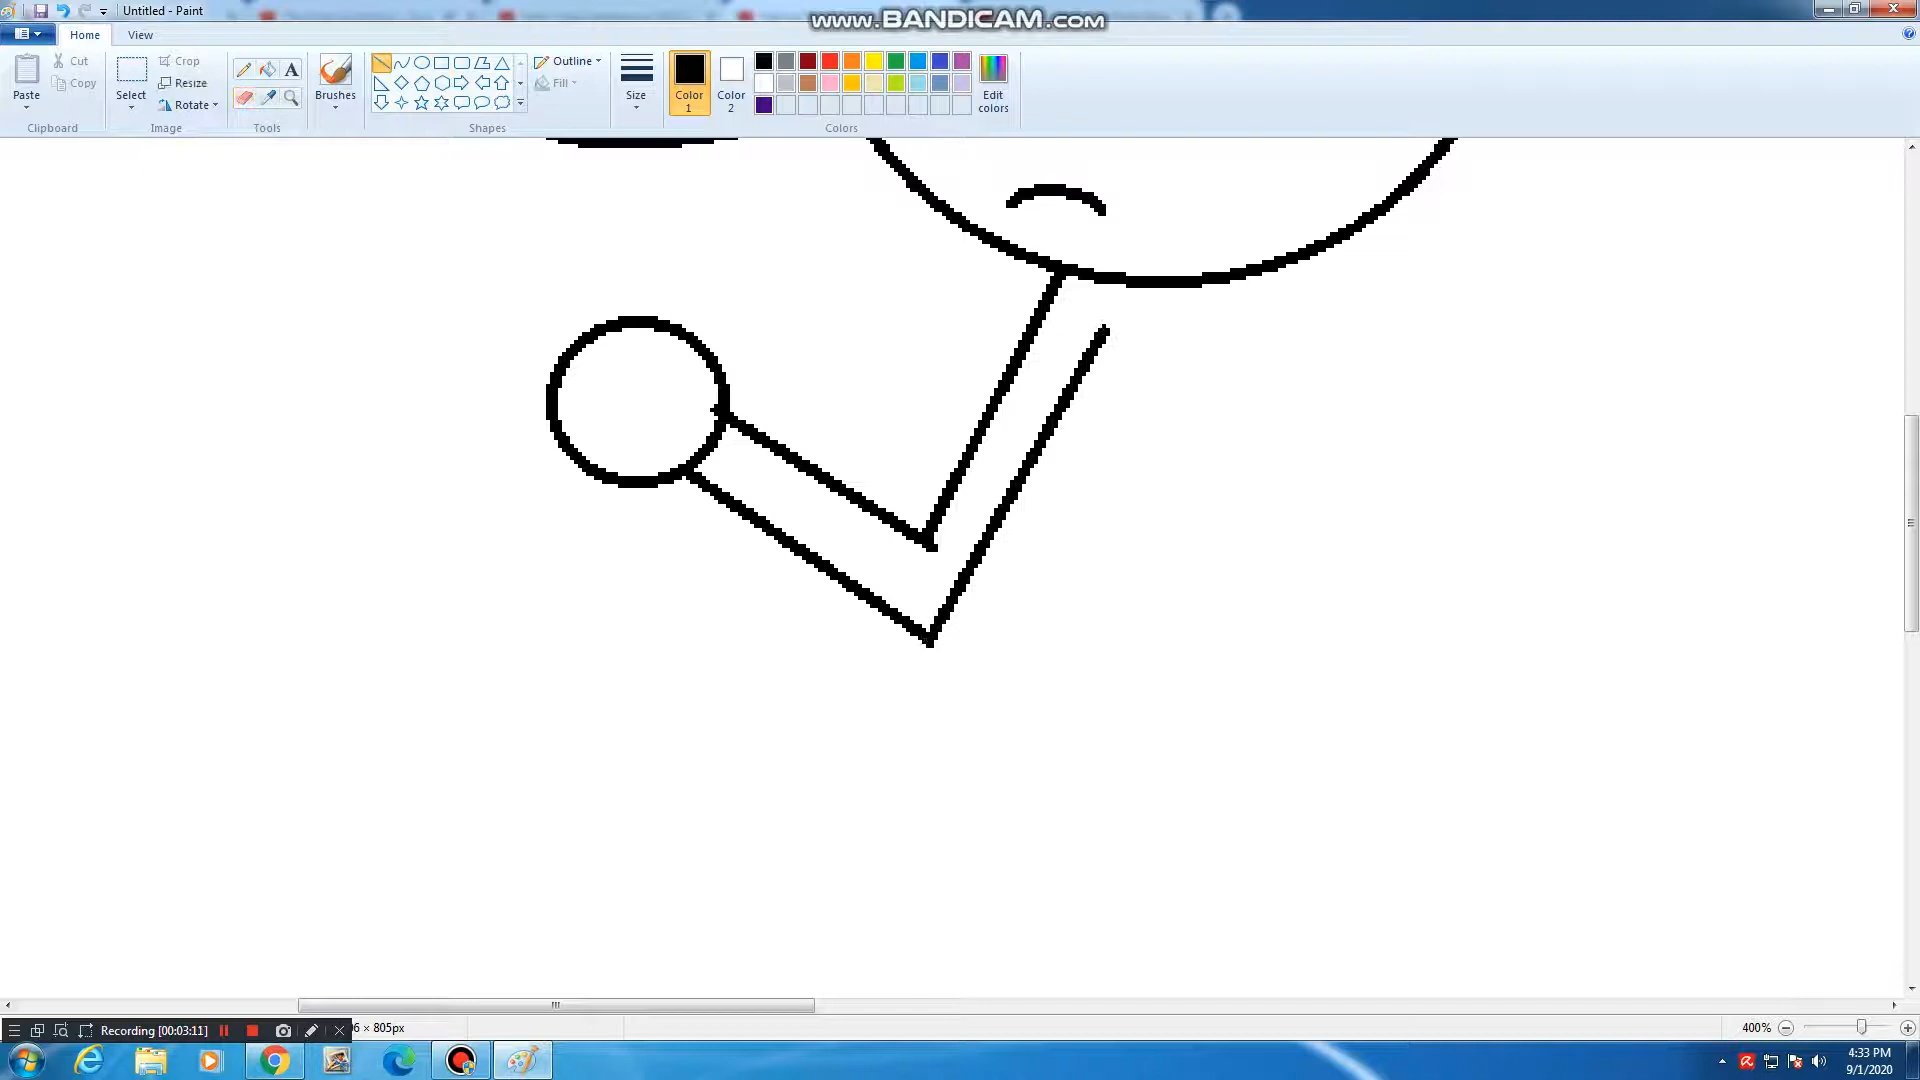 Untitled - Paint
www.BANDICAM.com
Home
View
Paste
Cut
Copy
Clipboard
Select
Crop
Resize
Rotate
Image
A
Tools
Brushes
Shapes
Outline
Fill
Size
Color 1
Color 2
Edit colors
Colors
Recording [00:03:11]
6 × 805px
400%
4:33 PM
9/1/2020